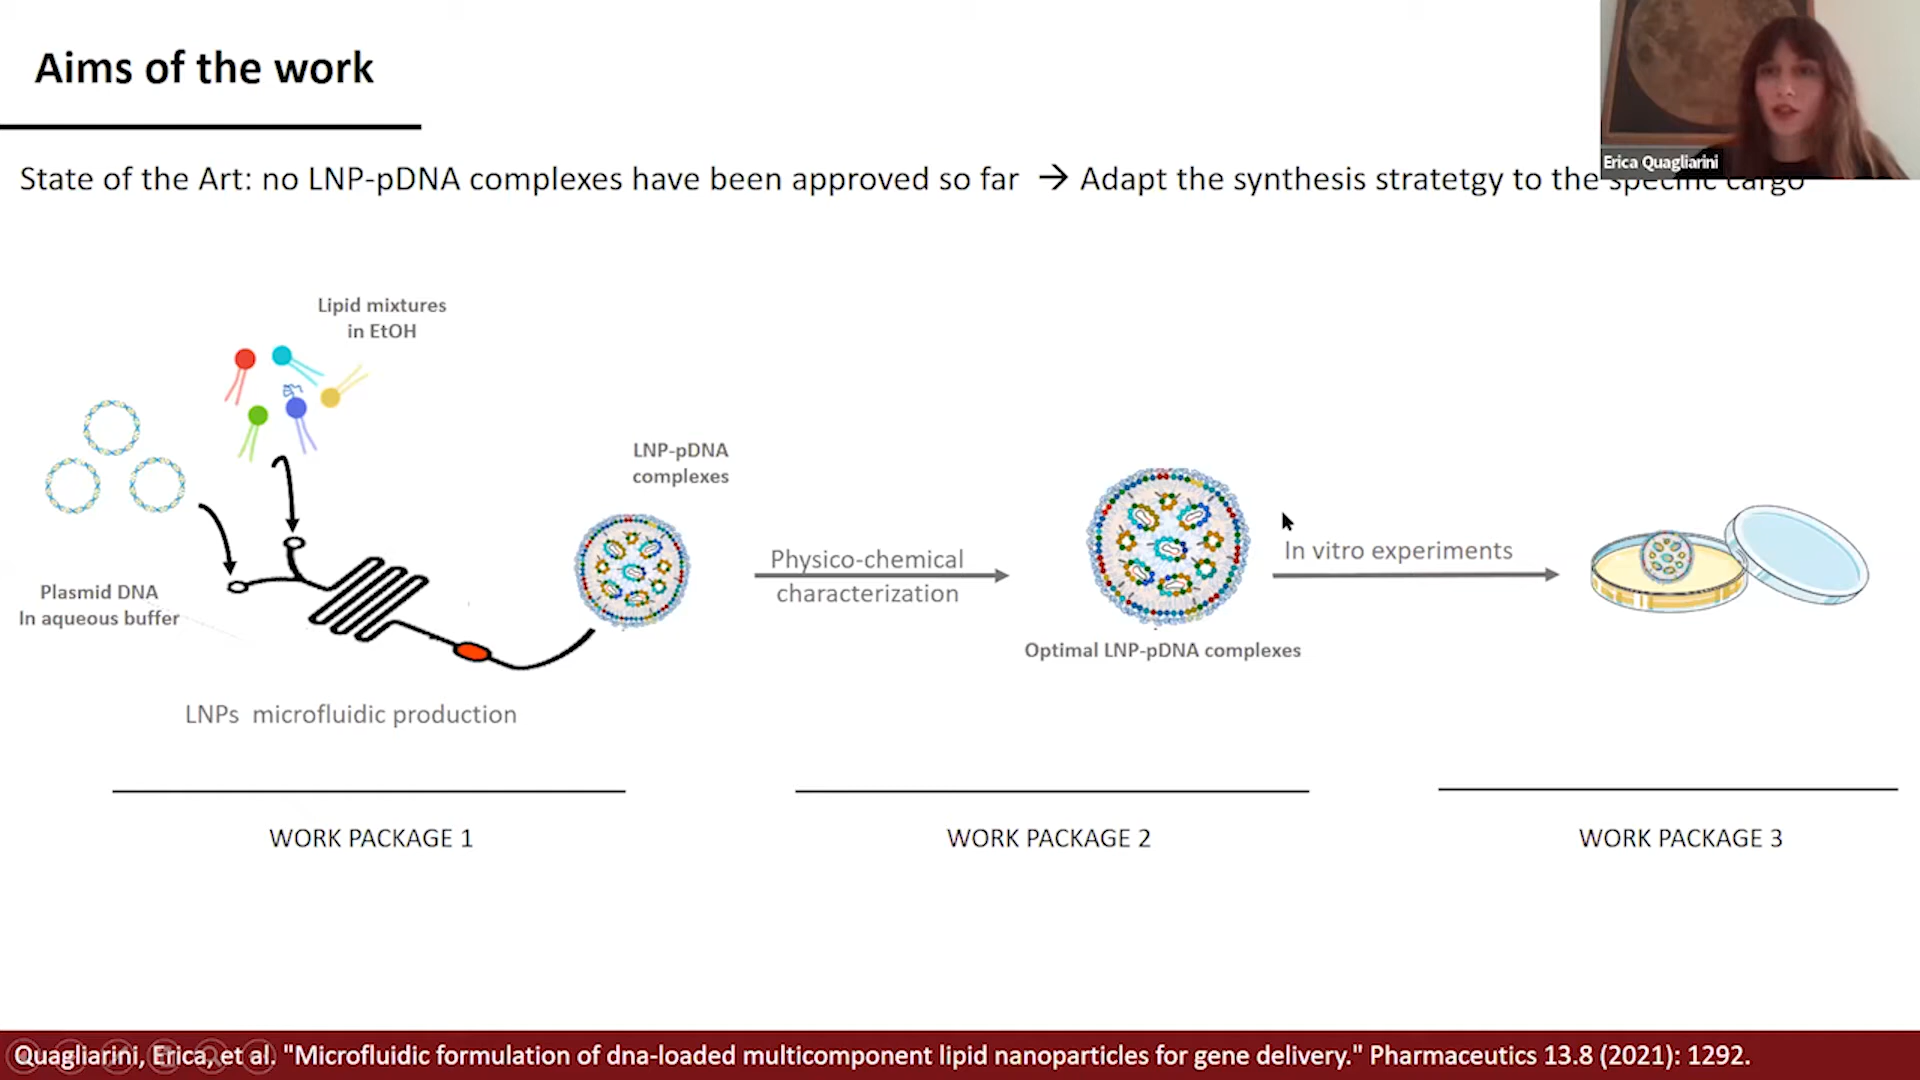 Aims of the work
Erica Quagliarini
State of the Art: no LNP-pDNA complexes have been approved so far → Adapt the synthesis stratetgy to the specific cargo
Lipid mixtures
in EtOH
LNP-pDNA
complexes
Physico-chemical
characterization
In vitro experiments
Plasmid DNA
In aqueous buffer
Optimal LNP-pDNA complexes
LNPs microfluidic production
WORK PACKAGE 1
WORK PACKAGE 2
WORK PACKAGE 3
Quagliarini, Erica, et al. "Microfluidic formulation of dna-loaded multicomponent lipid nanoparticles for gene delivery." Pharmaceutics 13.8 (2021): 1292.